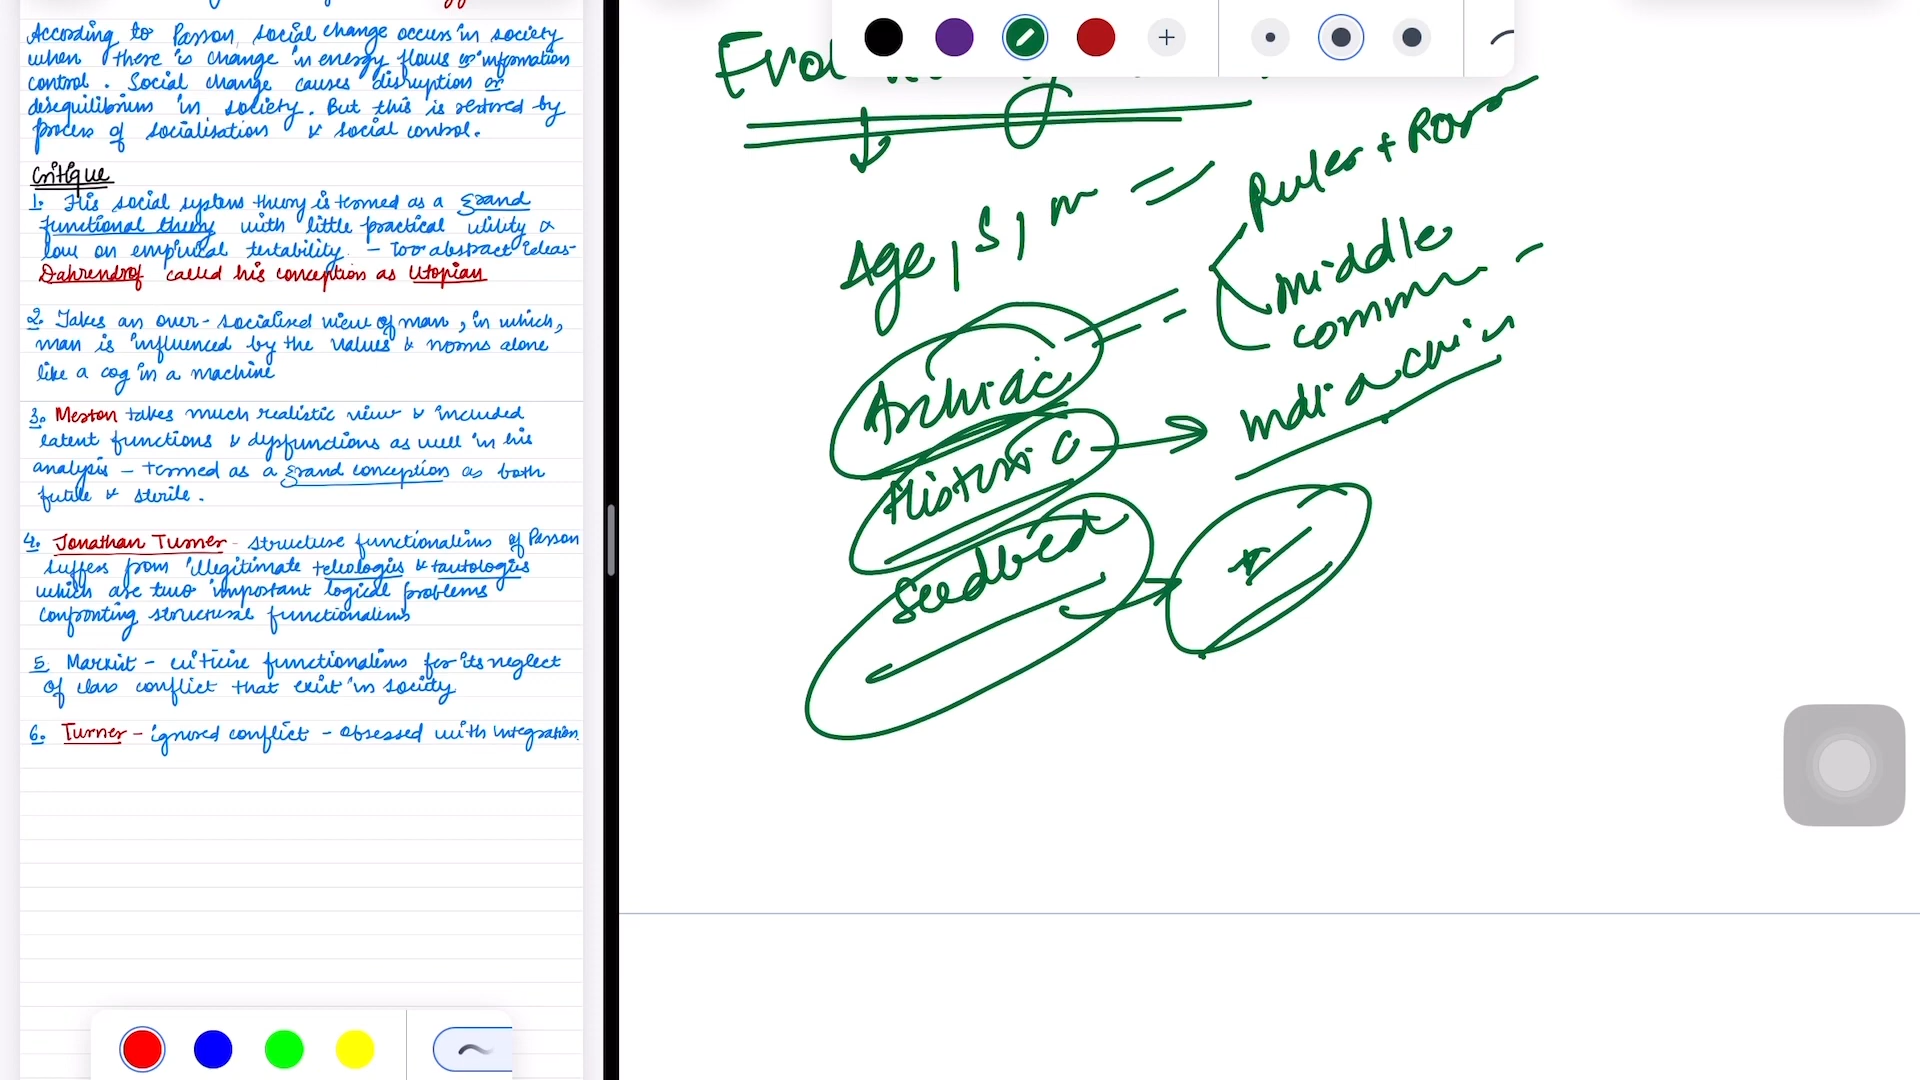 According to Parson, social change occurs in society
when there is change in energy flows or information
control. Social change causes disruption or
disequilibrium in society. But this is restored by
process of socialisation & social control.
Critique
1. His social system theory is termed as a grand
functional theory with little practical utility &
low on empirical testability - Too abstract ideas-
Dahrendrof called his conception as Utopian
2. Takes an over-socialised view of man, in which,
man is influenced by the values & norms alone
like a cog in a machine
3. Merton takes much realistic view & included
latent functions & dysfunctions as well in his
analysis - termed as a grand conception as both
futile & sterile.
4. Jonathan Turner - structure functionalism of Parson
suffers from illegitimate teleologies & tautologies
which are two important logical problems
confronting structural functionalism
5 Marxist - criticise functionalism for its neglect
of class conflict that exist in society
6. Turner - ignored conflict - obsessed with integration.
Age, S, m
Ruler +
middle
comm
Archiac
Historic
India Chi
Seedbed